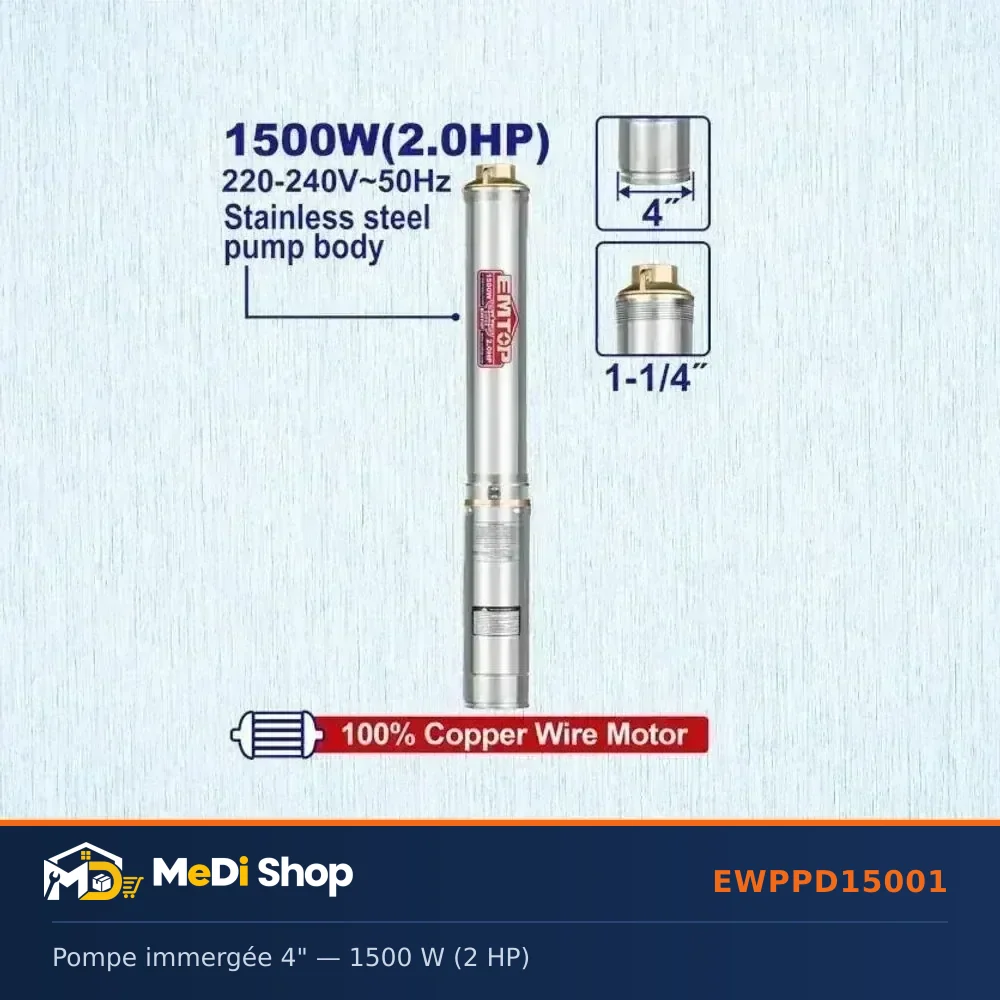 1500W(2.0HP)
220-240V~50Hz
Stainless steel
pump body
4″
1-1/4″
EMTOP
100% Copper Wire Motor
MeDi Shop
EWPPD15001
Pompe immergée 4" — 1500 W (2 HP)